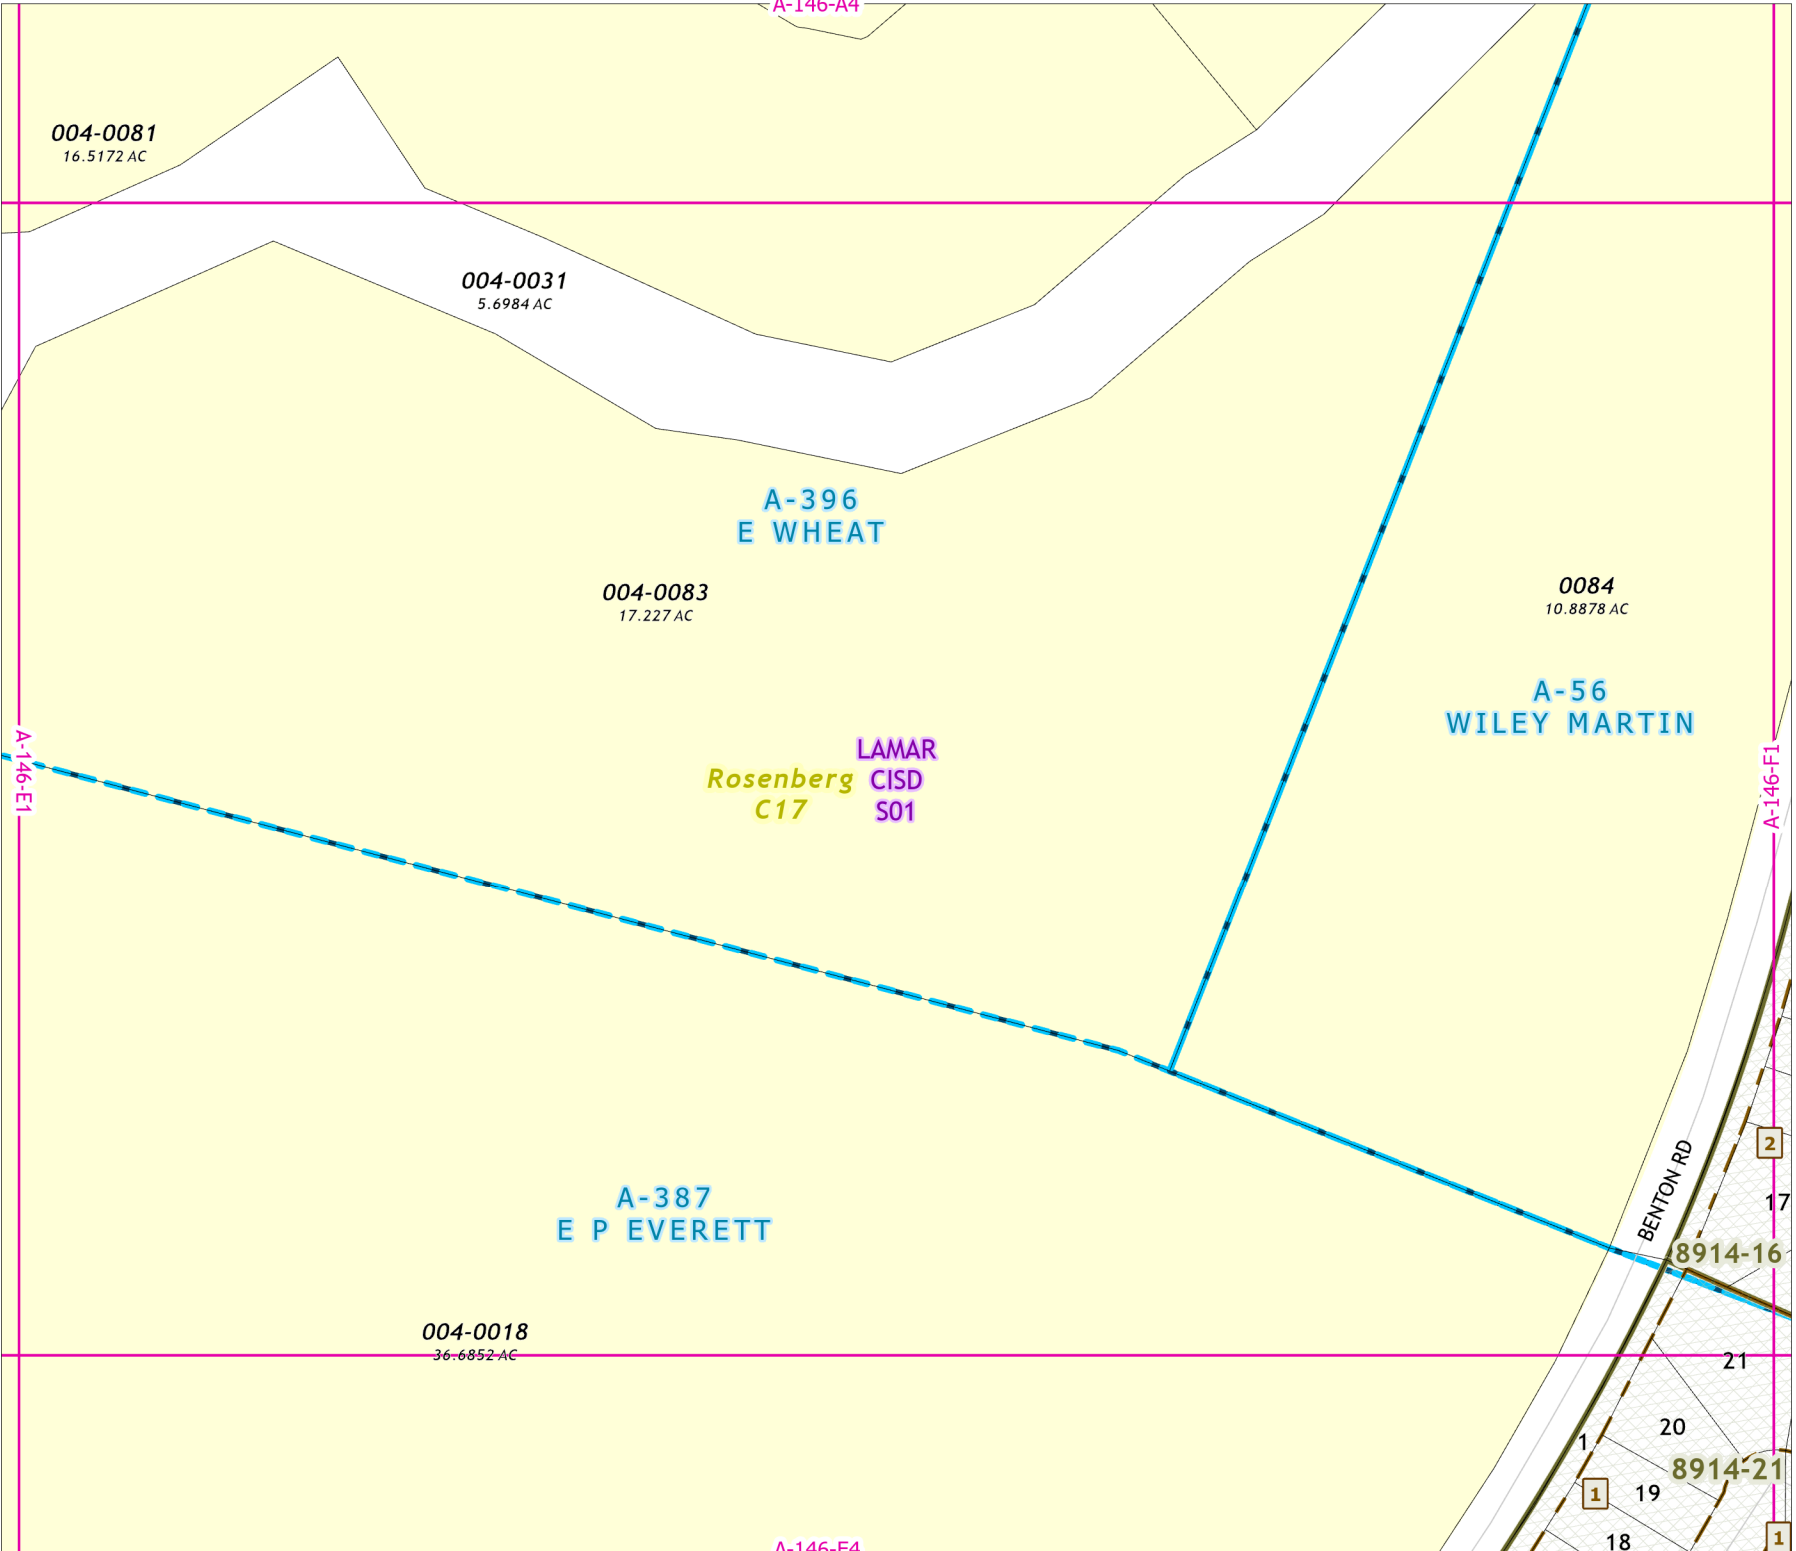 A-146-A4
004-0081
16.5172 AC
004-0031
5.6984 AC
A-396
E WHEAT
004-0083
17.227 AC
0084
10.8878 AC
A-56
WILEY MARTIN
A-146-E1
Rosenberg
C17
LAMAR
CISD
S01
A-146-F1
BENTON RD
2
17
A-387
E P EVERETT
8914-16
004-0018
36.6852 AC
21
20
1
8914-21
1
19
18
1